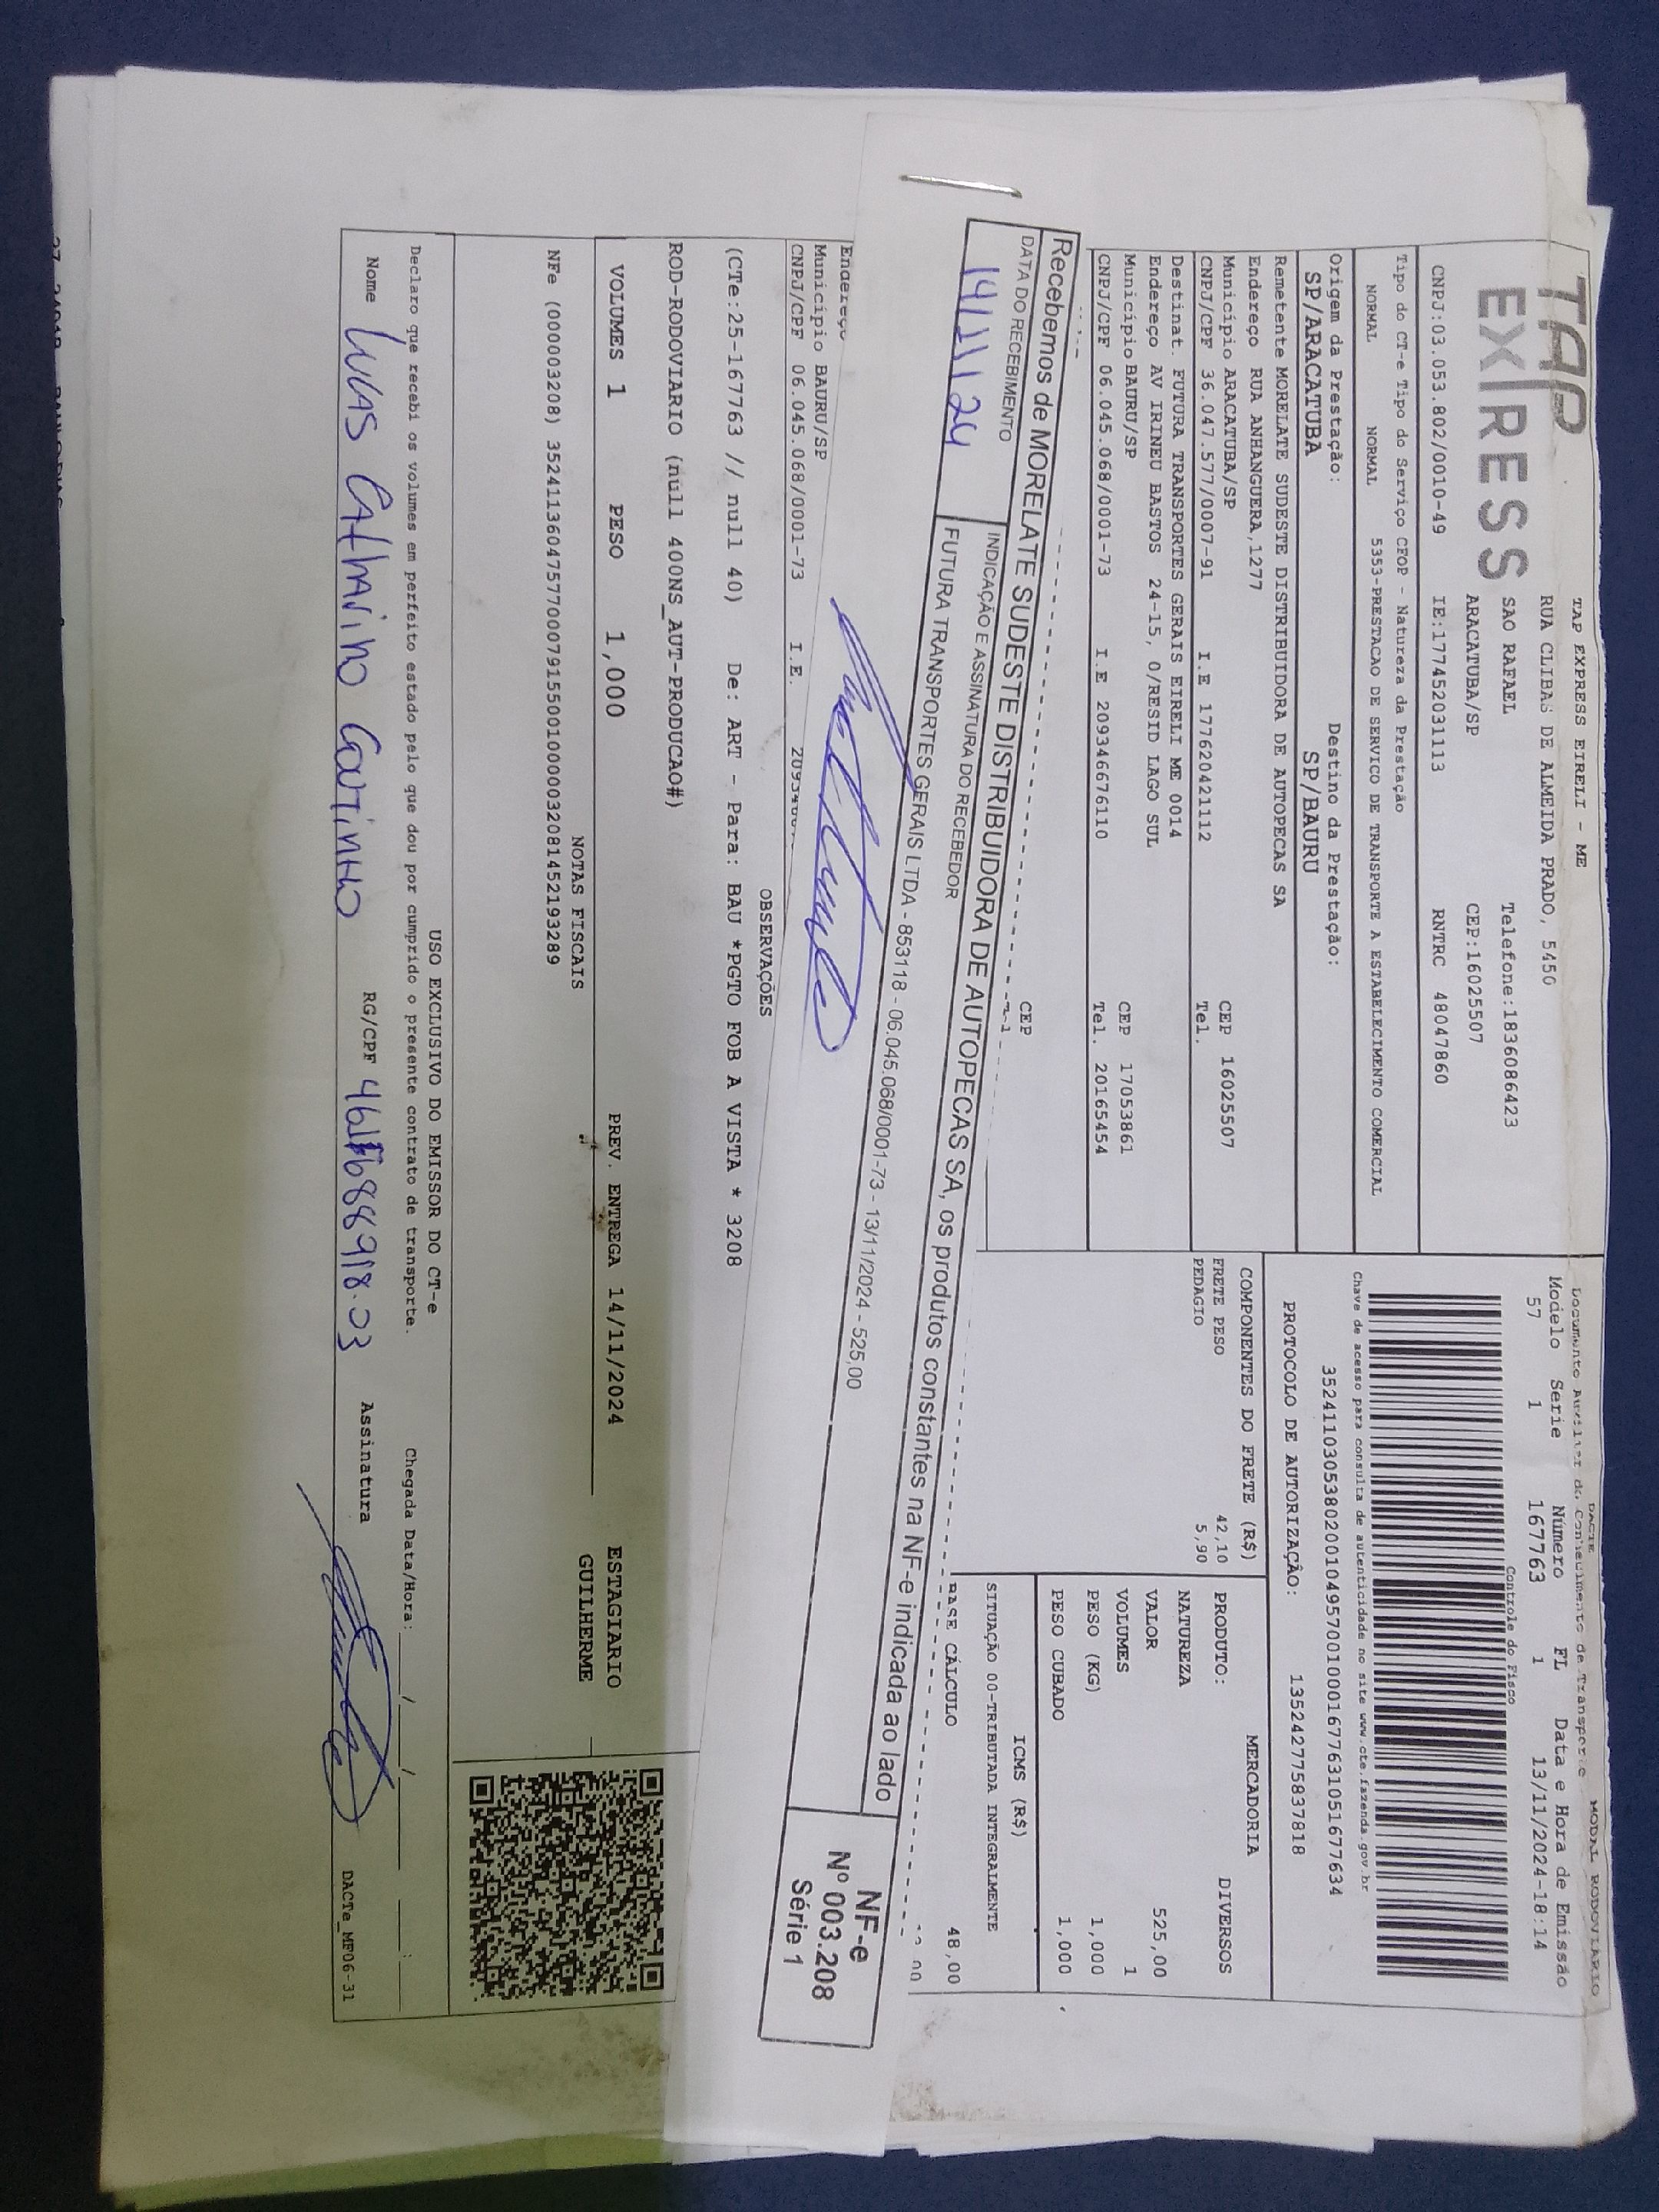 TAP
EXPRESS
TAP EXPRESS EIRELI - ME
RUA CLIBAS DE ALMEIDA PRADO, 5450
SAO RAFAEL Telefone:1836086423
ARACATUBA/SP CEP:16025507
CNPJ:03.053.802/0010-49 IE:177452031113 RNTRC 48047860
DACTE MODAL RODOVIARIO
Documento Auxiliar do Conhecimento de Transporte
Modelo Serie Número FL Data e Hora de Emissão
57 1 167763 1 13/11/2024-18:14
Controle do Fisco
Chave de acesso para consulta de autenticidade no site www.cte.fazenda.gov.br
35241103053802001049570010001677631051677634
PROTOCOLO DE AUTORIZAÇÃO: 135242775837818
Tipo do CT-e Tipo do Serviço CFOP - Natureza da Prestação
NORMAL NORMAL 5353-PRESTACAO DE SERVICO DE TRANSPORTE A ESTABELECIMENTO COMERCIAL
Origem da Prestação: Destino da Prestação:
SP/ARACATUBA SP/BAURU
Remetente MORELATE SUDESTE DISTRIBUIDORA DE AUTOPECAS SA
Endereço RUA ANHANGUERA,1277
Município ARACATUBA/SP CEP 16025507
CNPJ/CPF 36.047.577/0007-91 I.E 177620421112 Tel.
Destinat. FUTURA TRANSPORTES GERAIS EIRELI ME 0014
Endereço AV IRINEU BASTOS 24-15, 0/RESID LAGO SUL
Município BAURU/SP CEP 17053861
CNPJ/CPF 06.045.068/0001-73 I.E 209346676110 Tel. 20165454
CEP
COMPONENTES DO FRETE (R$)
FRETE PESO 42,10
PEDAGIO 5,90
MERCADORIA
PRODUTO: DIVERSOS
NATUREZA
VALOR 525,00
VOLUMES 1
PESO (KG) 1,000
PESO CUBADO 1,000
ICMS (R$)
SITUAÇÃO 00-TRIBUTADA INTEGRALMENTE
BASE CÁLCULO 48,00
Recebemos de MORELATE SUDESTE DISTRIBUIDORA DE AUTOPECAS SA, os produtos constantes na NF-e indicada ao lado
DATA DO RECEBIMENTO INDICAÇÃO E ASSINATURA DO RECEBEDOR
14/11/24 FUTURA TRANSPORTES GERAIS LTDA - 853118 - 06.045.068/0001-73 - 13/11/2024 - 525,00
NF-e
Nº 003.208
Série 1
Endereço
Município BAURU/SP
CNPJ/CPF 06.045.068/0001-73 I.E.
OBSERVAÇÕES
(CTe:25-167763 // null 40) De: ART - Para: BAU *PGTO FOB A VISTA * 3208
ROD-RODOVIARIO (null 400NS_AUT-PRODUCAO#)
VOLUMES 1 PESO 1,000 PREV. ENTREGA 14/11/2024 ESTAGIARIO
GUILHERME
NOTAS FISCAIS
NFe (000003208) 35241136047577000791550010000032081452193289
USO EXCLUSIVO DO EMISSOR DO CT-e
Declaro que recebi os volumes em perfeito estado pelo que dou por cumprido o presente contrato de transporte. Chegada Data/Hora: ____/____/____ ____:____
Nome Lucas Catharino RG/CPF Assinatura DACTe_MF06-31